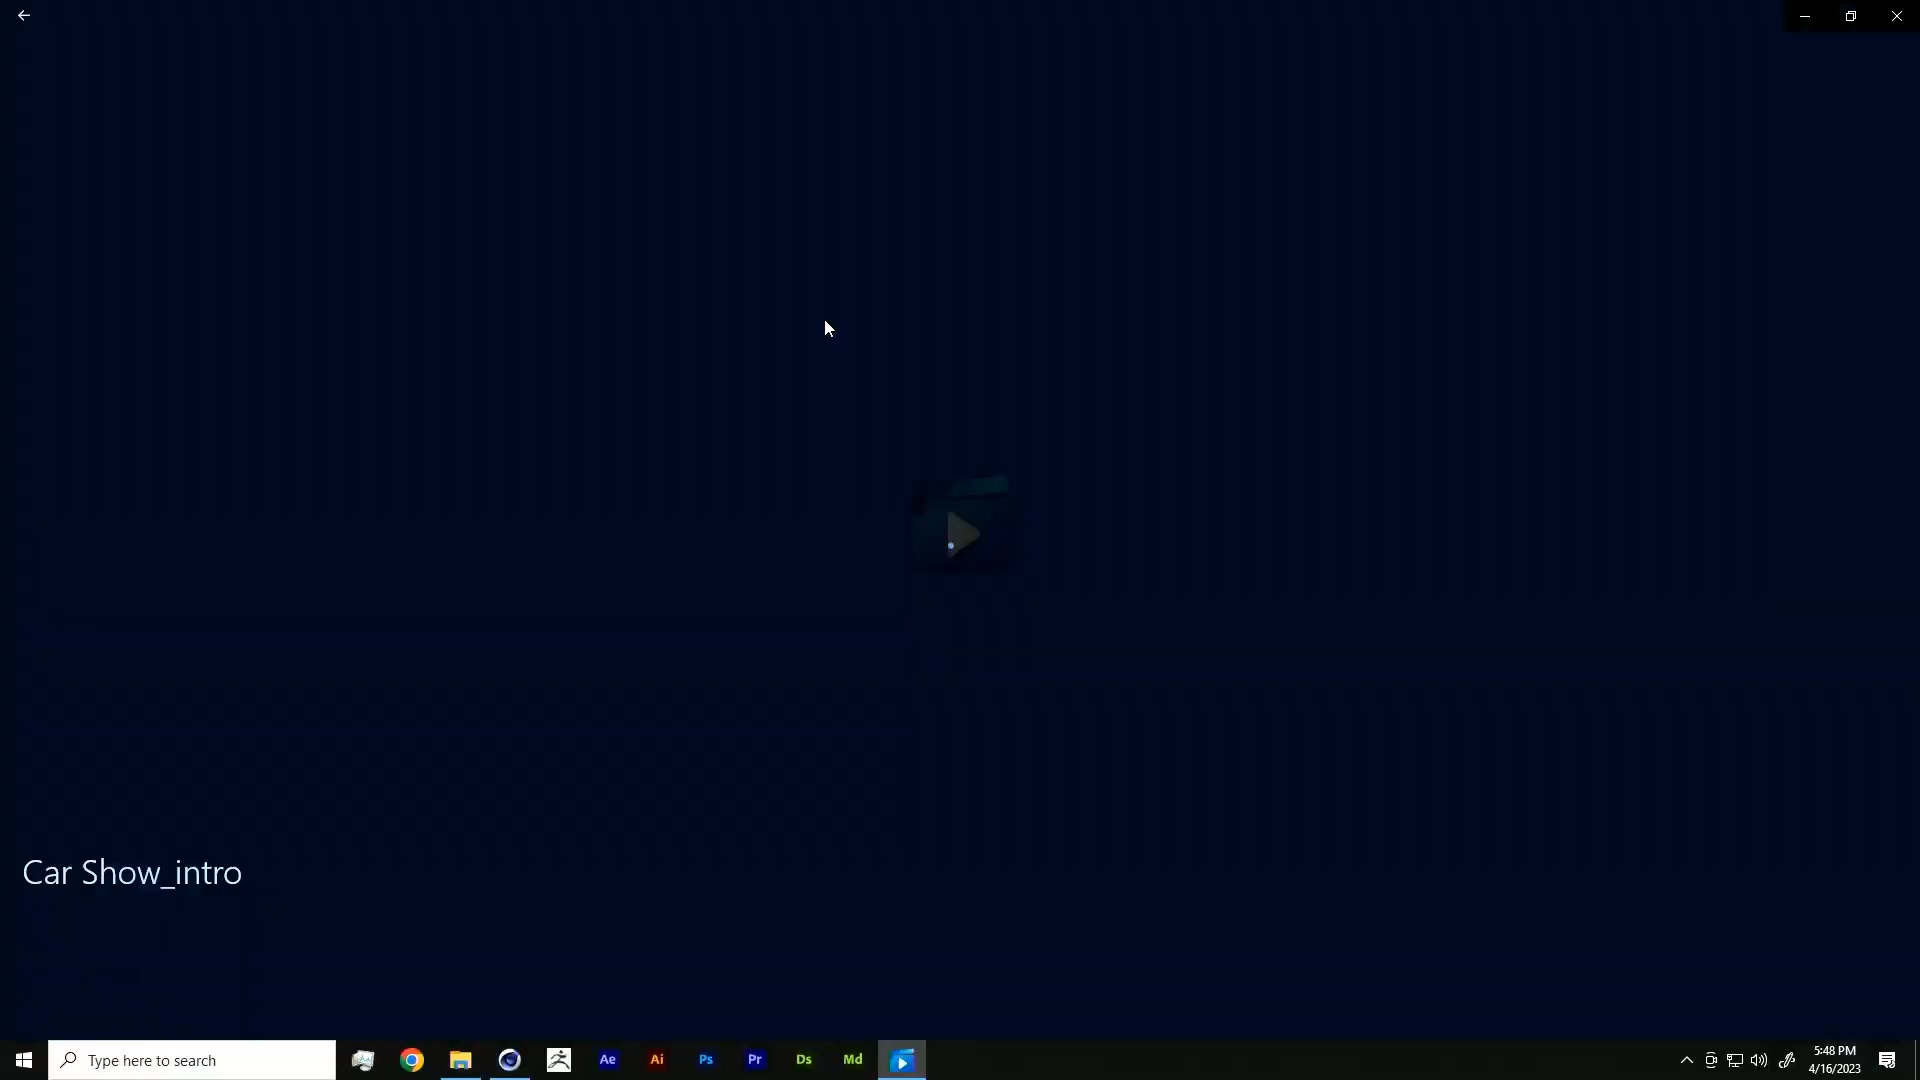 Car Show_intro
Type here to search
Ae
Ai
Ps
Pr
Ds
Md
5:48 PM
4/16/2023